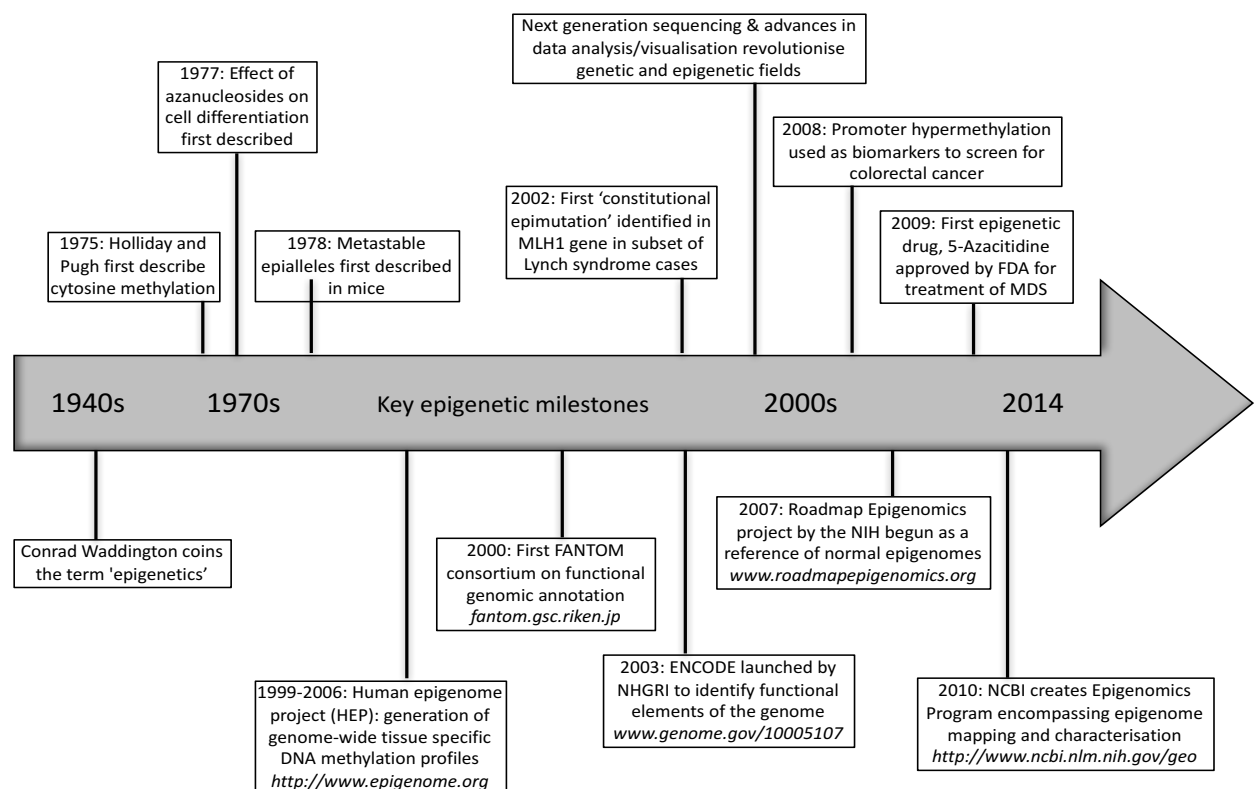 Next generation sequencing & advances in
data analysis/visualisation revolutionise
genetic and epigenetic fields
1977: Effect of
azanucleosides on
cell differentiation
first described
2008: Promoter hypermethylation
used as biomarkers to screen for
colorectal cancer
2002: First ‘constitutional
epimutation’ identified in
MLH1 gene in subset of
Lynch syndrome cases
2009: First epigenetic
drug, 5-Azacitidine
approved by FDA for
treatment of MDS
1975: Holliday and
Pugh first describe
cytosine methylation
1978: Metastable
epialleles first described
in mice
1940s
1970s
Key epigenetic milestones
2000s
2014
Conrad Waddington coins
the term 'epigenetics’
2000: First FANTOM
consortium on functional
genomic annotation
fantom.gsc.riken.jp
2007: Roadmap Epigenomics
project by the NIH begun as a
reference of normal epigenomes
www.roadmapepigenomics.org
1999-2006: Human epigenome
project (HEP): generation of
genome-wide tissue specific
DNA methylation profiles
http://www.epigenome.org
2003: ENCODE launched by
NHGRI to identify functional
elements of the genome
www.genome.gov/10005107
2010: NCBI creates Epigenomics
Program encompassing epigenome
mapping and characterisation
http://www.ncbi.nlm.nih.gov/geo